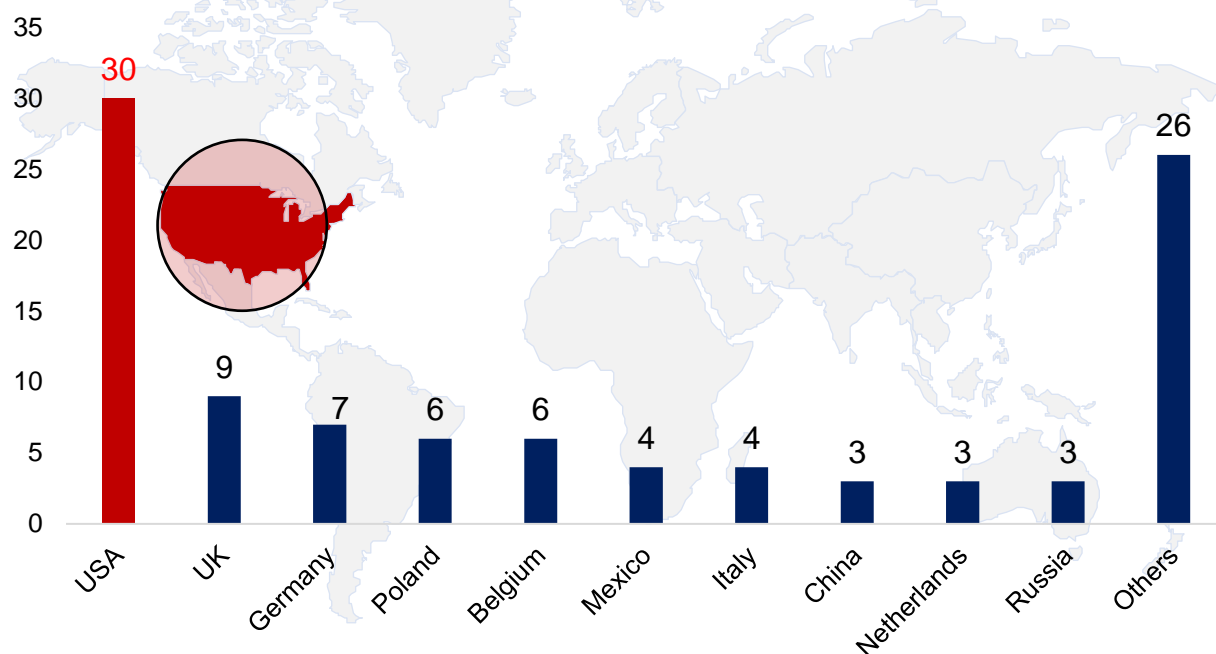 35
30
25
20
15
10
5
0
30
9
7
6
6
4
4
3
3
3
26
USA
UK
Germany
Poland
Belgium
Mexico
Italy
China
Netherlands
Russia
Others